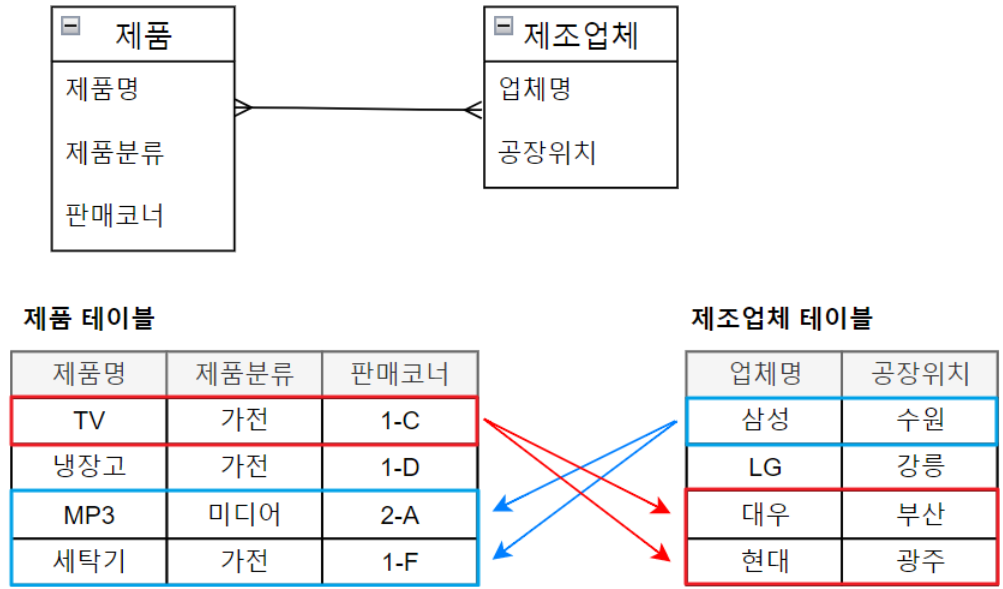 제품
제조업체
제품명
업체명
제품분류
공장위치
판매코너
제품 테이블
제조업체 테이블
제품명 제품분류 판매코너
업체명 공장위치
TV 가전 1-C
삼성 수원
냉장고 가전 1-D
LG 강릉
MP3 미디어 2-A
대우 부산
세탁기 가전 1-F
현대 광주